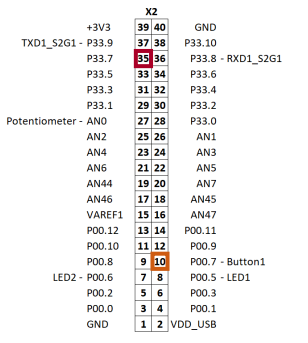 X2
+3V3 39 40 GND
TXD1_S2G1 - P33.9 37 38 P33.10
P33.7 35 36 P33.8 - RXD1_S2G1
P33.5 33 34 P33.6
P33.3 31 32 P33.4
P33.1 29 30 P33.2
Potentiometer - AN0 27 28 P33.0
AN2 25 26 AN1
AN4 23 24 AN3
AN6 21 22 AN5
AN44 19 20 AN7
AN46 17 18 AN45
VAREF1 15 16 AN47
P00.12 13 14 P00.11
P00.10 11 12 P00.9
P00.8 9 10 P00.7 - Button1
LED2 - P00.6 7 8 P00.5 - LED1
P00.2 5 6 P00.3
P00.0 3 4 P00.1
GND 1 2 VDD_USB